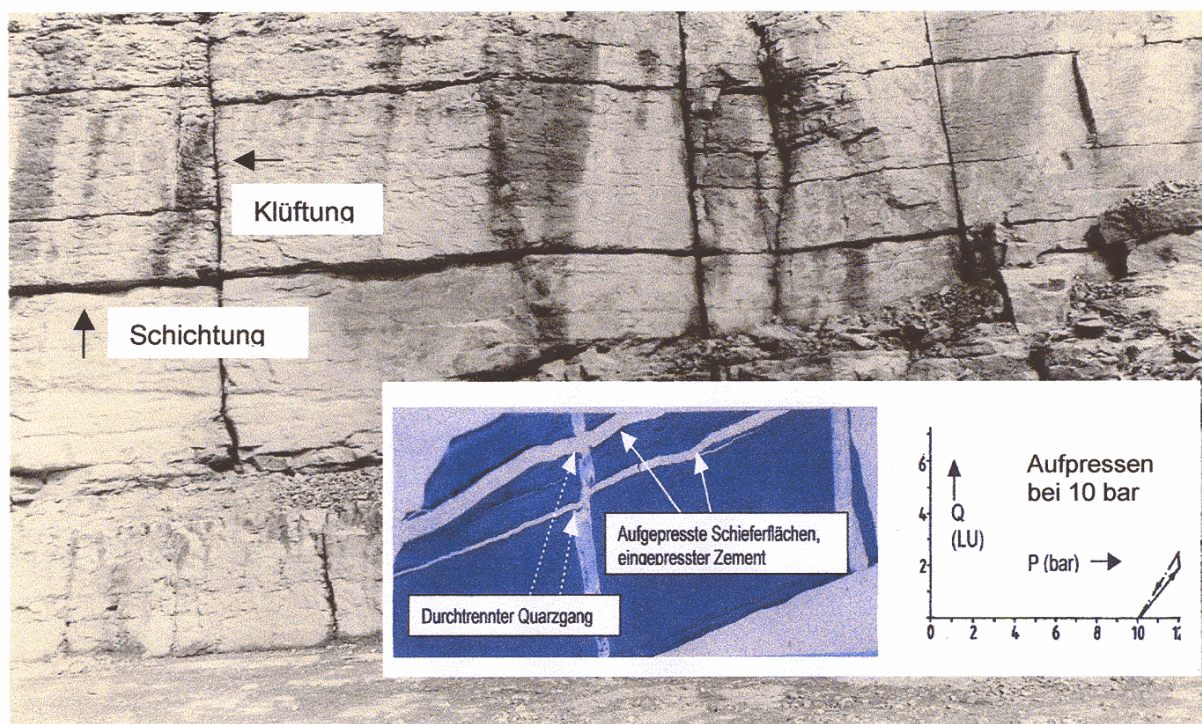 Klüftung
Schichtung
Aufgepresste Schieferflächen,
eingepresster Zement
Durchtrennter Quarzgang
Aufpressen
bei 10 bar
6
4
2
Q
(LU)
P (bar)
0 2 4 6 8 10 12